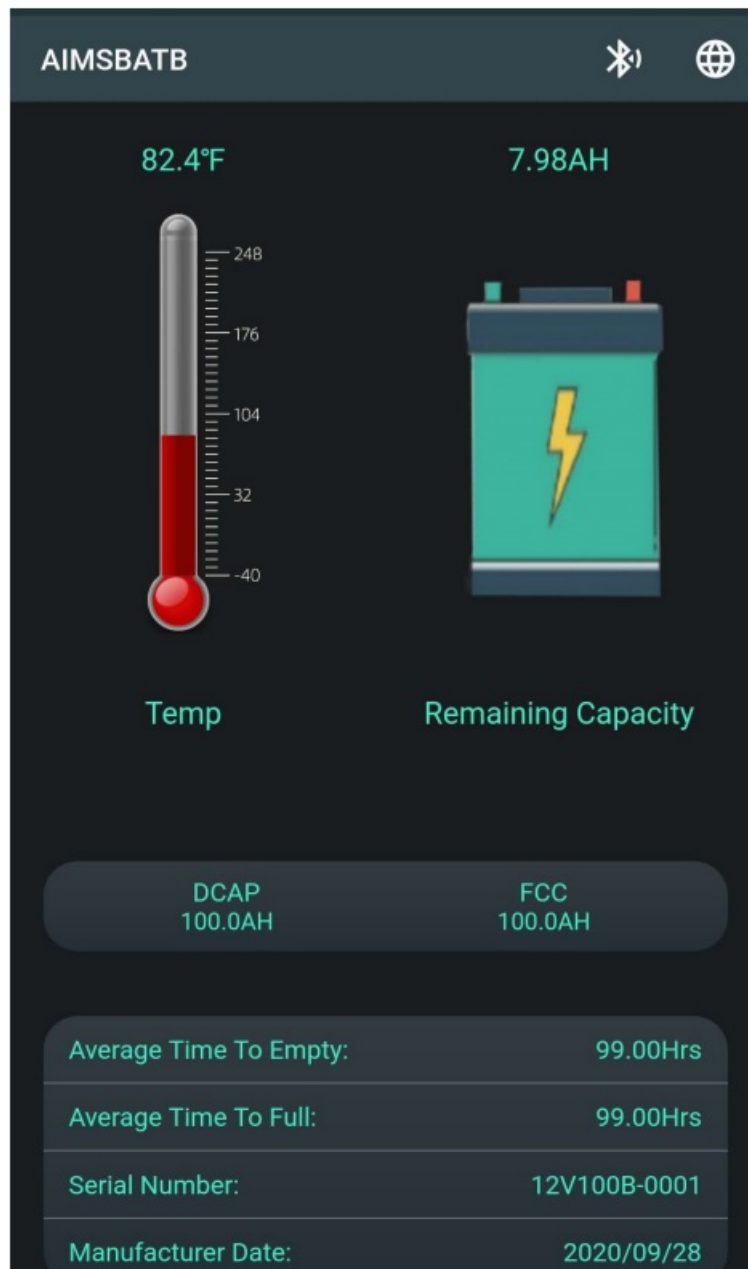 AIMSBATB
82.4°F
7.98AH
248
176
104
32
-40
Temp
Remaining Capacity
DCAP
100.0AH
FCC
100.0AH
Average Time To Empty: 99.00Hrs
Average Time To Full: 99.00Hrs
Serial Number: 12V100B-0001
Manufacturer Date: 2020/09/28